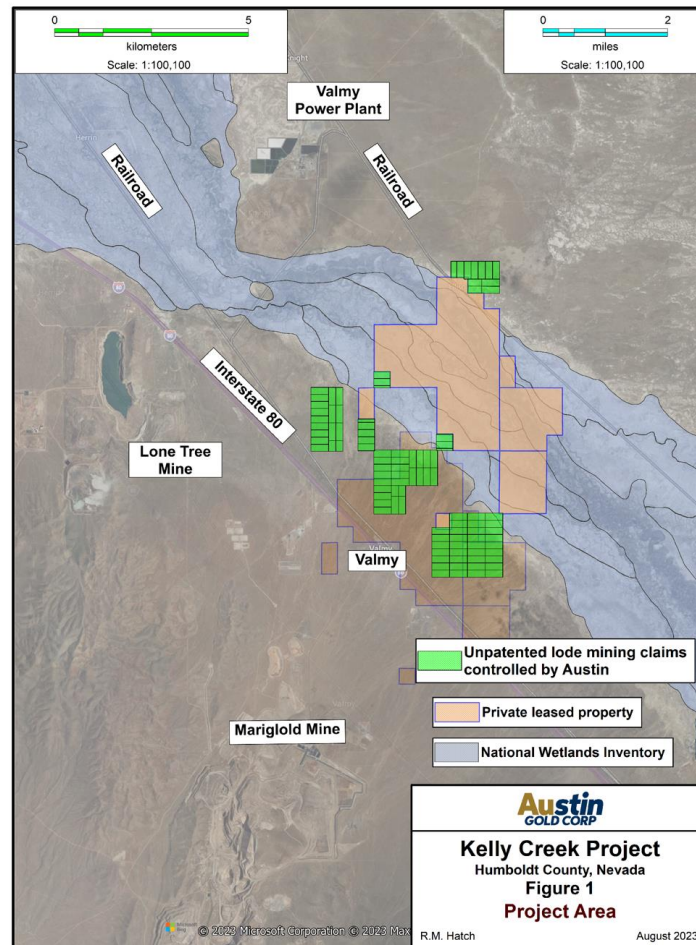 0 5
kilometers
Scale: 1:100,100
0 2
miles
Scale: 1:100,100
Valmy
Power Plant
Railroad
Railroad
Interstate 80
Lone Tree
Mine
Valmy
Unpatented lode mining claims
controlled by Austin
Private leased property
Mariglold Mine
National Wetlands Inventory
Austin
GOLD CORP
Kelly Creek Project
Humboldt County, Nevada
Figure 1
Project Area
© 2023 Microsoft Corporation © 2023 Max
R.M. Hatch August 2023